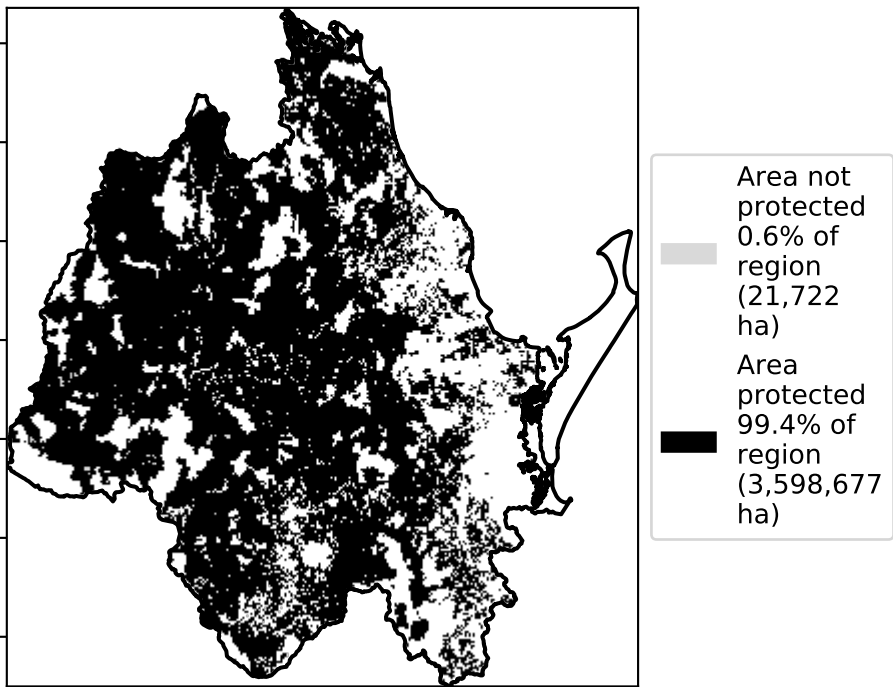 Area not
protected
0.6% of
region
(21,722
ha)
Area
protected
99.4% of
region
(3,598,677
ha)